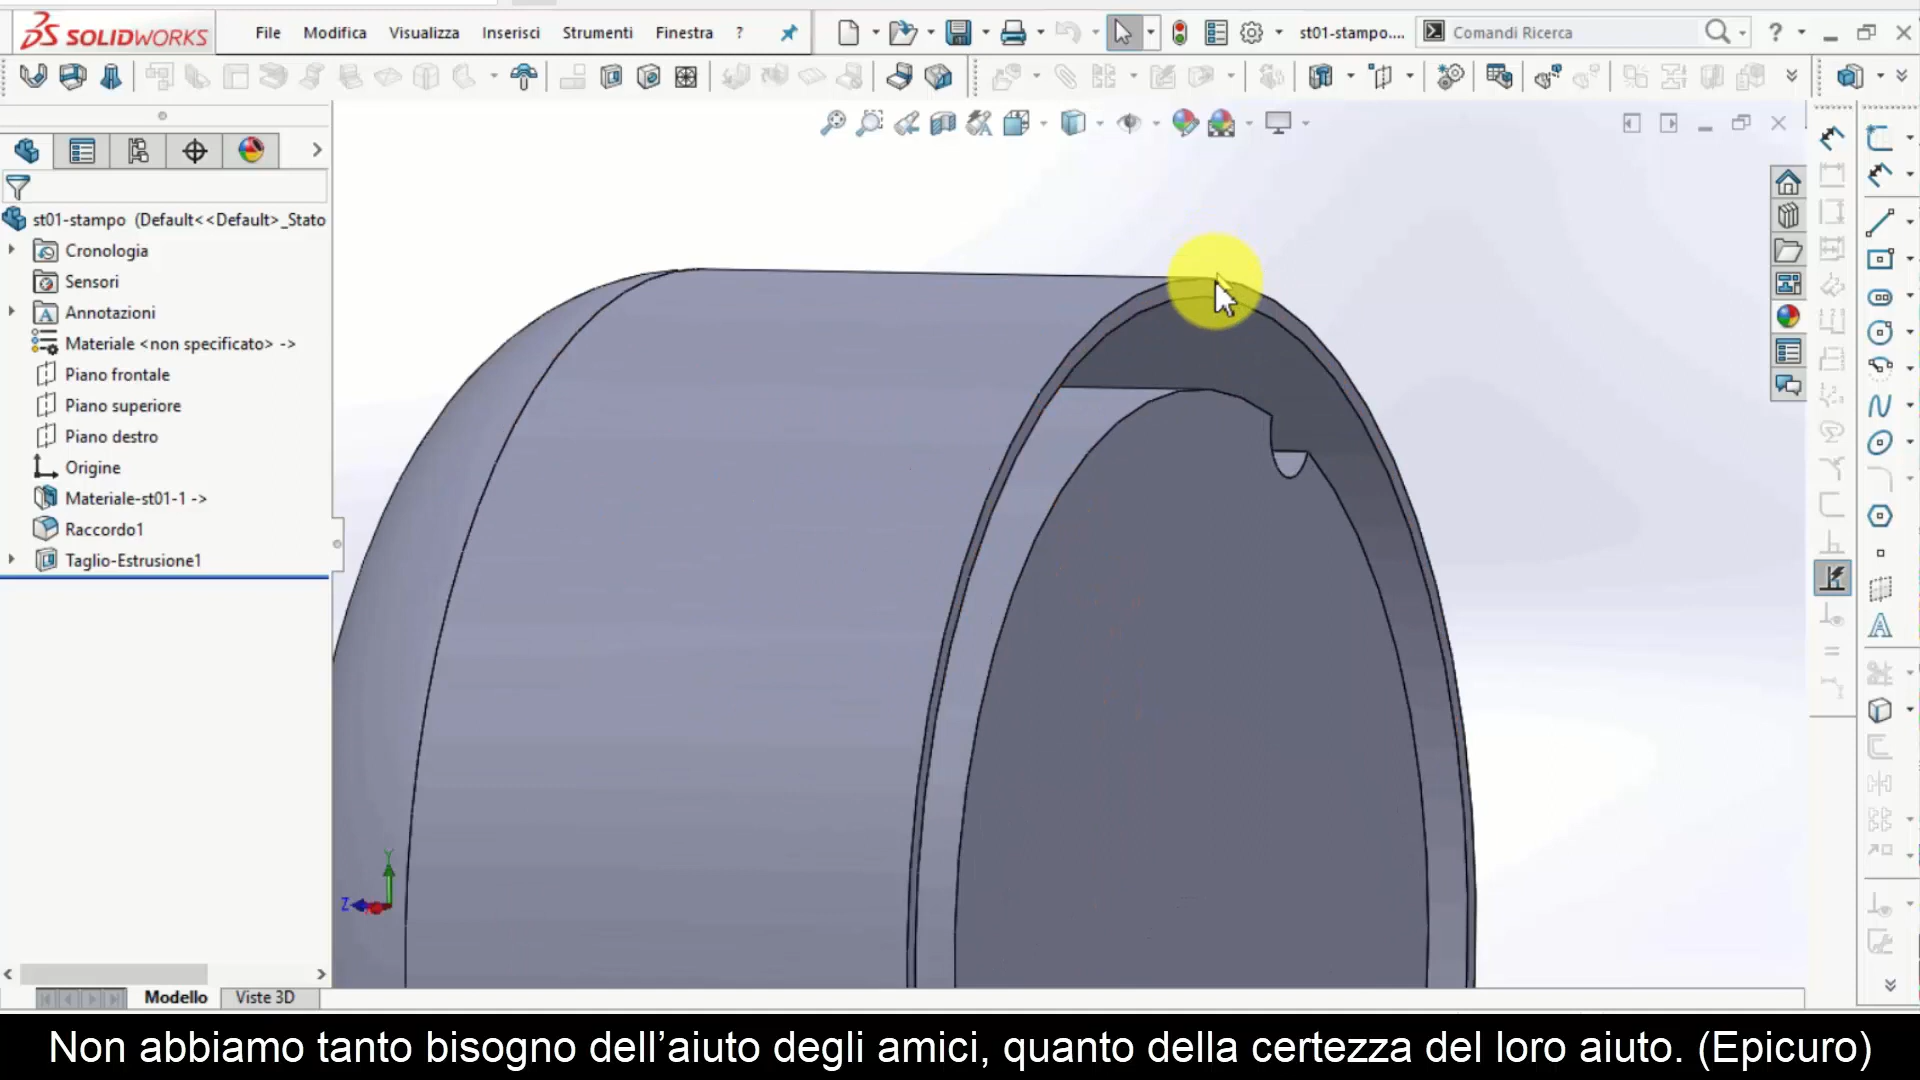 SOLIDWORKS
File Modifica Visualizza Inserisci Strumenti Finestra ?
st01-stampo....
Comandi Ricerca
?
st01-stampo (Default<<Default>_Stato
Cronologia
Sensori
Annotazioni
Materiale <non specificato> ->
Piano frontale
Piano superiore
Piano destro
Origine
Materiale-st01-1 ->
Raccordo1
Taglio-Estrusione1
Y
Z
Modello Viste 3D
Non abbiamo tanto bisogno dell’aiuto degli amici, quanto della certezza del loro aiuto. (Epicuro)